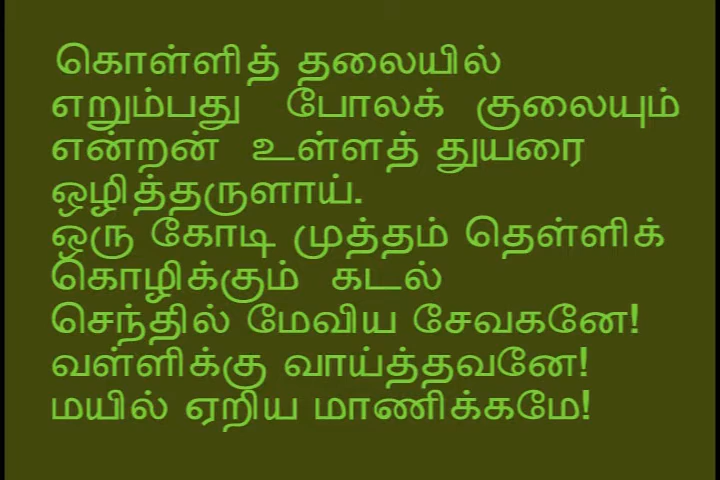 கொள்ளித் தலையில்
எறும்பது போலக் குலையும்
என்றன் உள்ளத் துயரை
ஒழித்தருளாய்.
ஒரு கோடி முத்தம் தெள்ளிக்
கொழிக்கும் கடல்
செந்தில் மேவிய சேவகனே!
வள்ளிக்கு வாய்த்தவனே!
மயில் ஏறிய மாணிக்கமே!